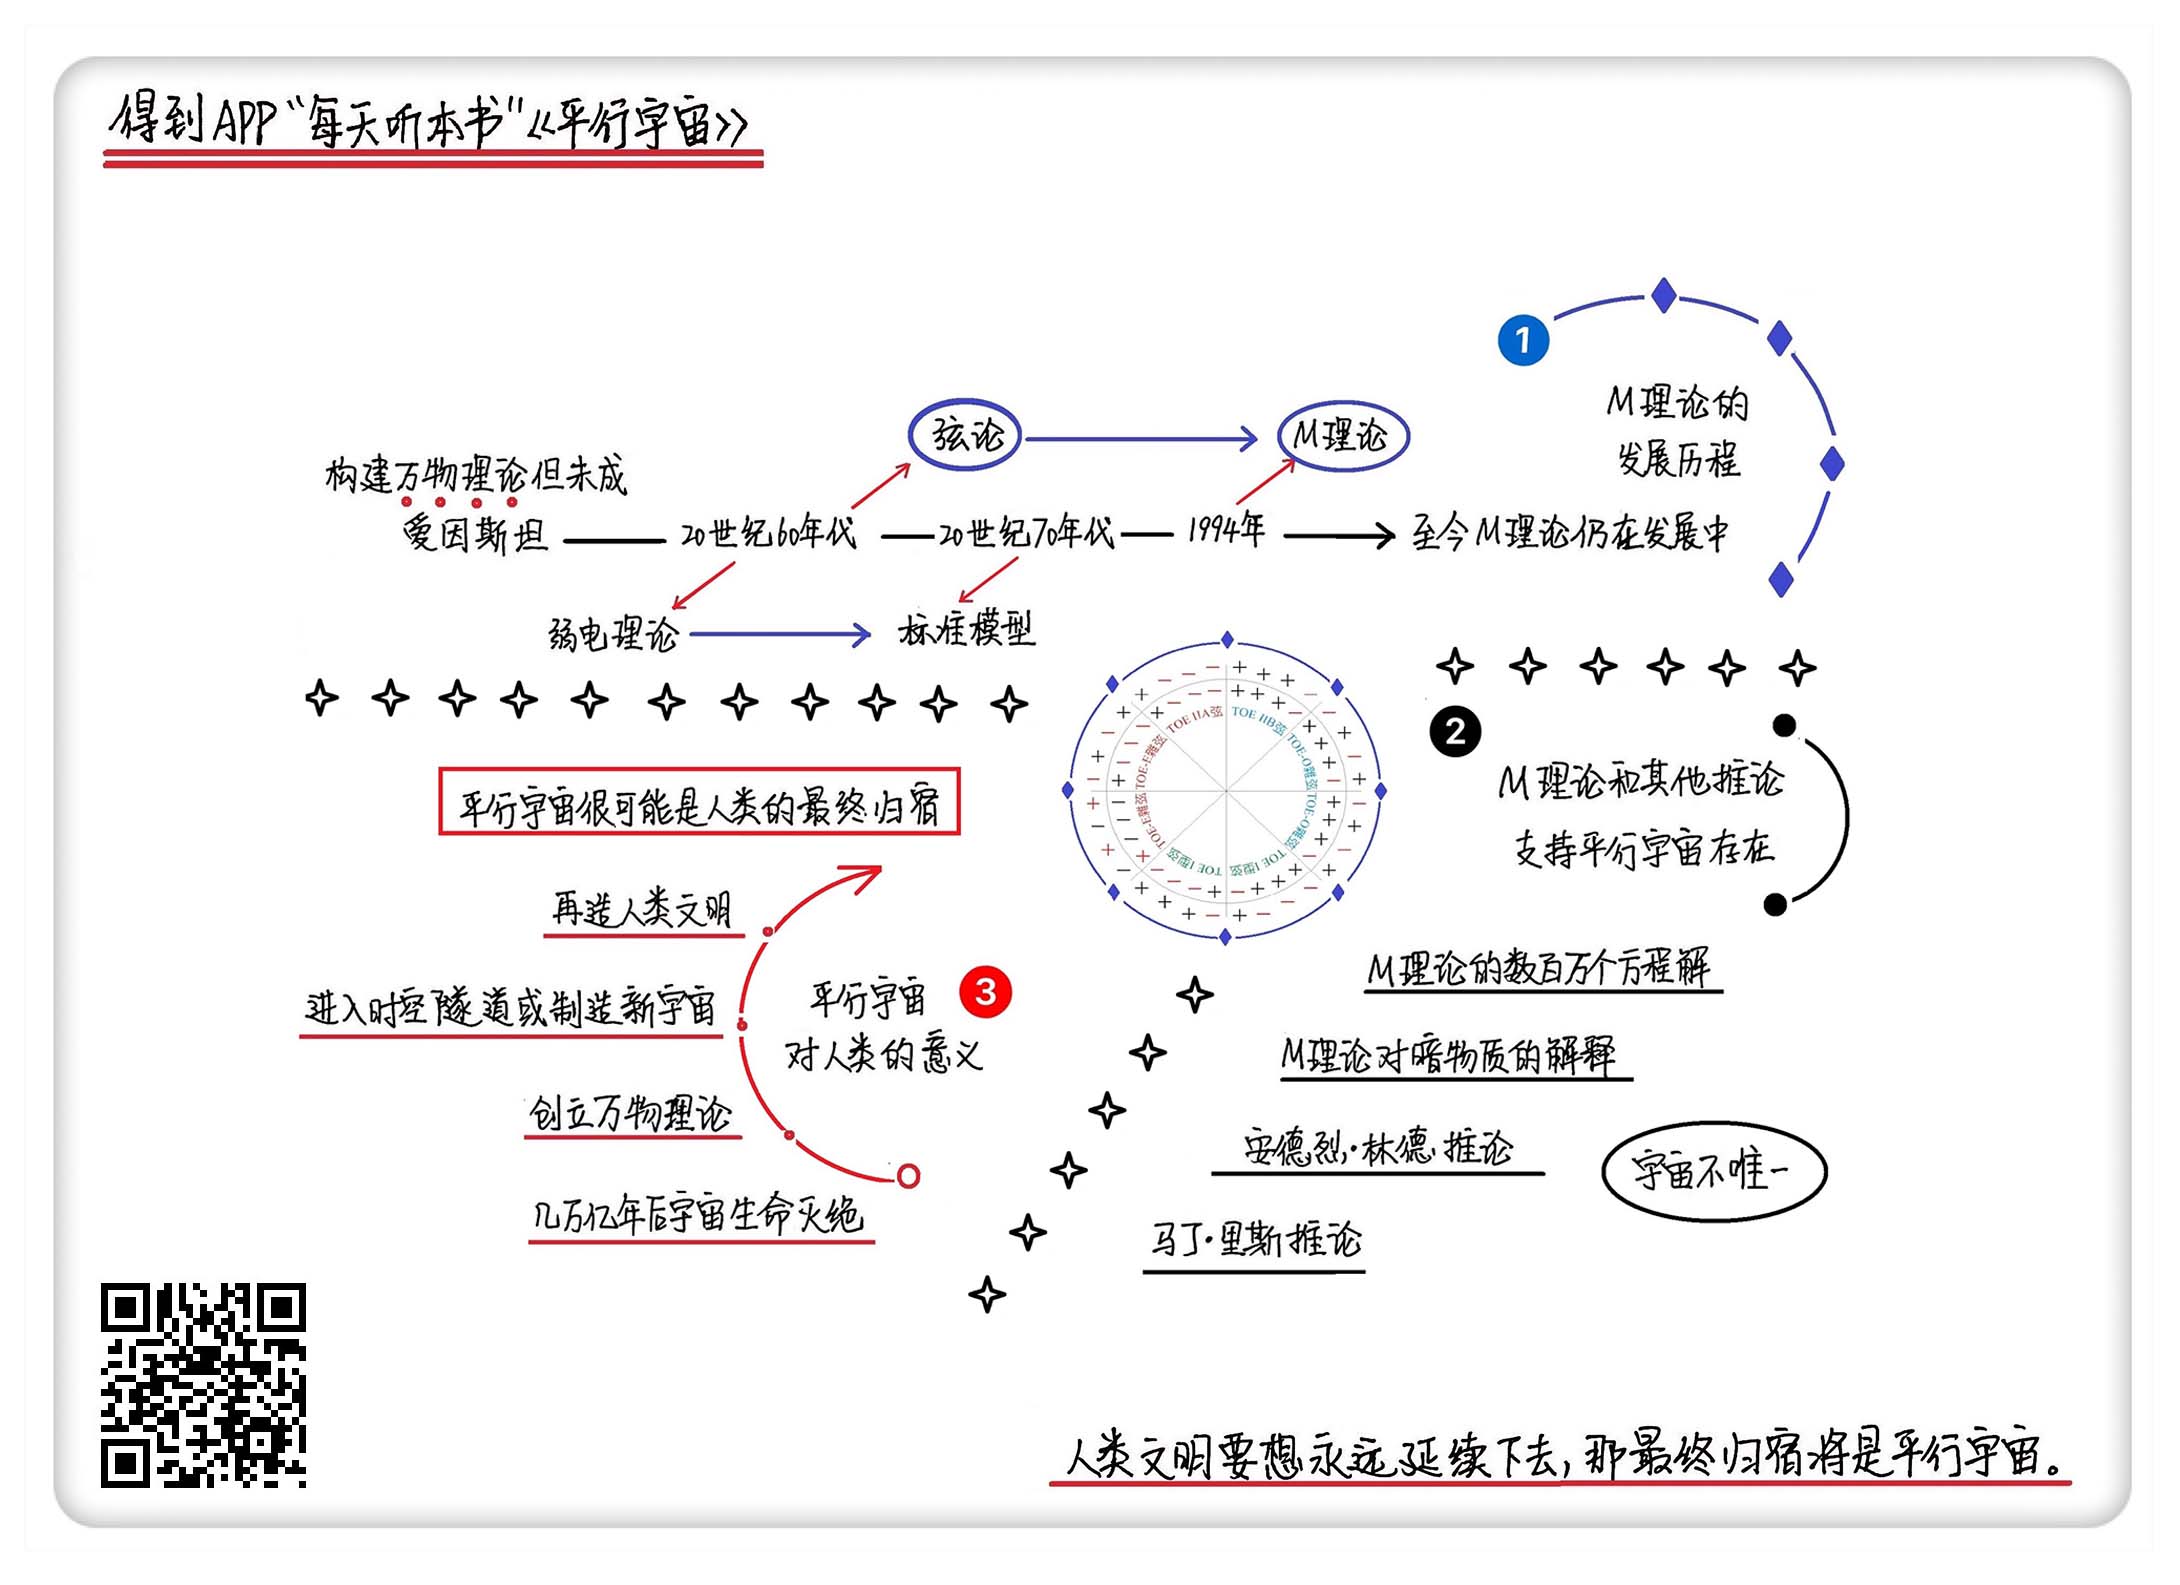 得到APP“每天听本书”《平行宇宙》
1
M理论的
发展历程
弦论
M理论
构建万物理论但未成
爱因斯坦
20世纪60年代
20世纪70年代
1994年
至今M理论仍在发展中
弱电理论
标准模型
TOE IIA弦
TOE IIB弦
TOE-O雜弦
TOE-O雜弦
TOE I型弦
TOE I型弦
TOE-E雜弦
TOE-E雜弦
2
M理论和其他推论
支持平行宇宙存在
M理论的数百万个方程解
M理论对暗物质的解释
安德烈·林德推论
宇宙不唯一
马丁·里斯推论
平行宇宙很可能是人类的最终归宿
3
平行宇宙
对人类的意义
再造人类文明
进入时空隧道或制造新宇宙
创立万物理论
几万亿年后宇宙生命灭绝
人类文明要想永远延续下去,那最终归宿将是平行宇宙。